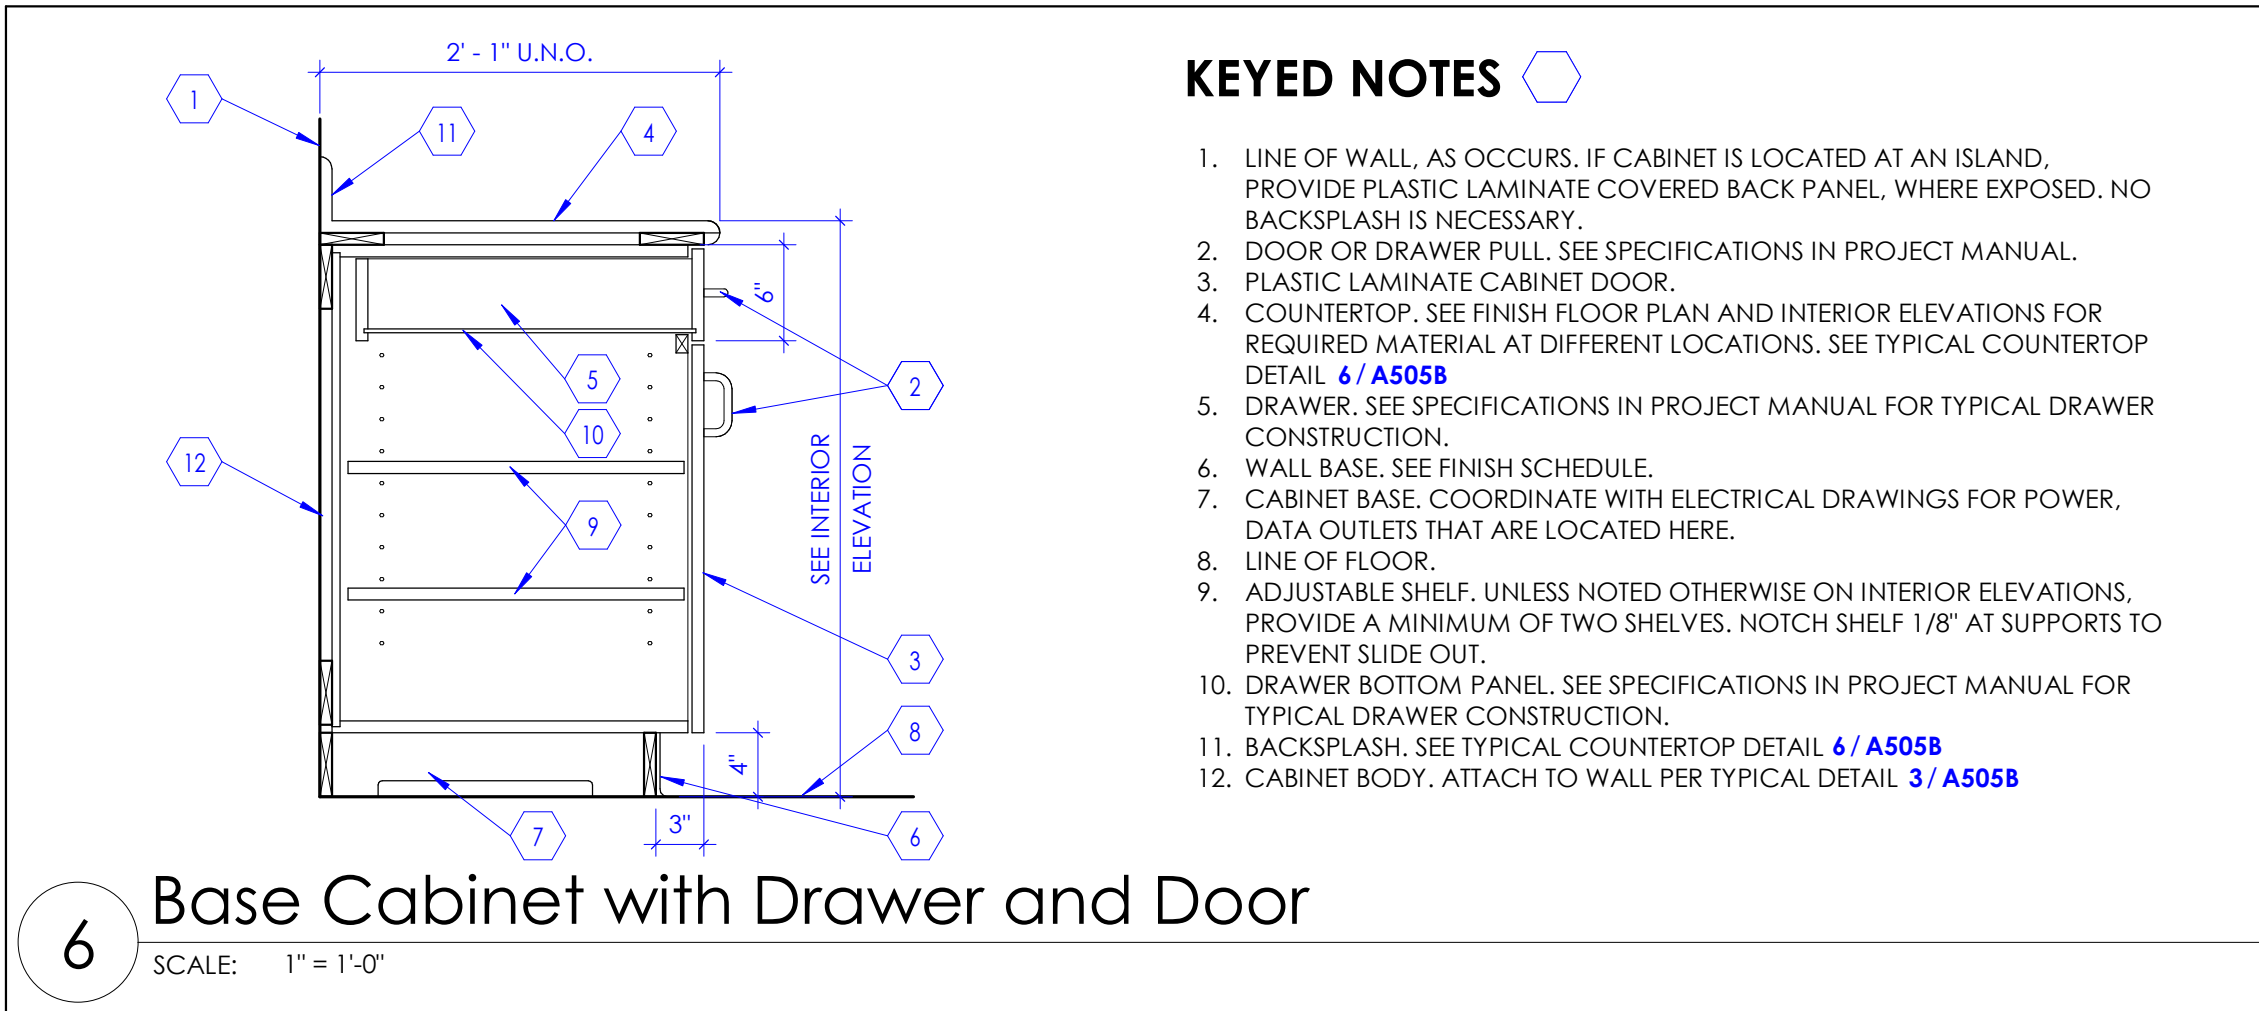 2' - 1" U.N.O.
1
11
4
6"
5
2
10
12
SEE INTERIOR
ELEVATION
9
3
8
4"
3"
7
6
KEYED NOTES
1. LINE OF WALL, AS OCCURS. IF CABINET IS LOCATED AT AN ISLAND,
PROVIDE PLASTIC LAMINATE COVERED BACK PANEL, WHERE EXPOSED. NO
BACKSPLASH IS NECESSARY.
2. DOOR OR DRAWER PULL. SEE SPECIFICATIONS IN PROJECT MANUAL.
3. PLASTIC LAMINATE CABINET DOOR.
4. COUNTERTOP. SEE FINISH FLOOR PLAN AND INTERIOR ELEVATIONS FOR
REQUIRED MATERIAL AT DIFFERENT LOCATIONS. SEE TYPICAL COUNTERTOP
DETAIL 6 / A505B
5. DRAWER. SEE SPECIFICATIONS IN PROJECT MANUAL FOR TYPICAL DRAWER
CONSTRUCTION.
6. WALL BASE. SEE FINISH SCHEDULE.
7. CABINET BASE. COORDINATE WITH ELECTRICAL DRAWINGS FOR POWER,
DATA OUTLETS THAT ARE LOCATED HERE.
8. LINE OF FLOOR.
9. ADJUSTABLE SHELF. UNLESS NOTED OTHERWISE ON INTERIOR ELEVATIONS,
PROVIDE A MINIMUM OF TWO SHELVES. NOTCH SHELF 1/8" AT SUPPORTS TO
PREVENT SLIDE OUT.
10. DRAWER BOTTOM PANEL. SEE SPECIFICATIONS IN PROJECT MANUAL FOR
TYPICAL DRAWER CONSTRUCTION.
11. BACKSPLASH. SEE TYPICAL COUNTERTOP DETAIL 6 / A505B
12. CABINET BODY. ATTACH TO WALL PER TYPICAL DETAIL 3 / A505B
6
Base Cabinet with Drawer and Door
SCALE: 1" = 1'-0"